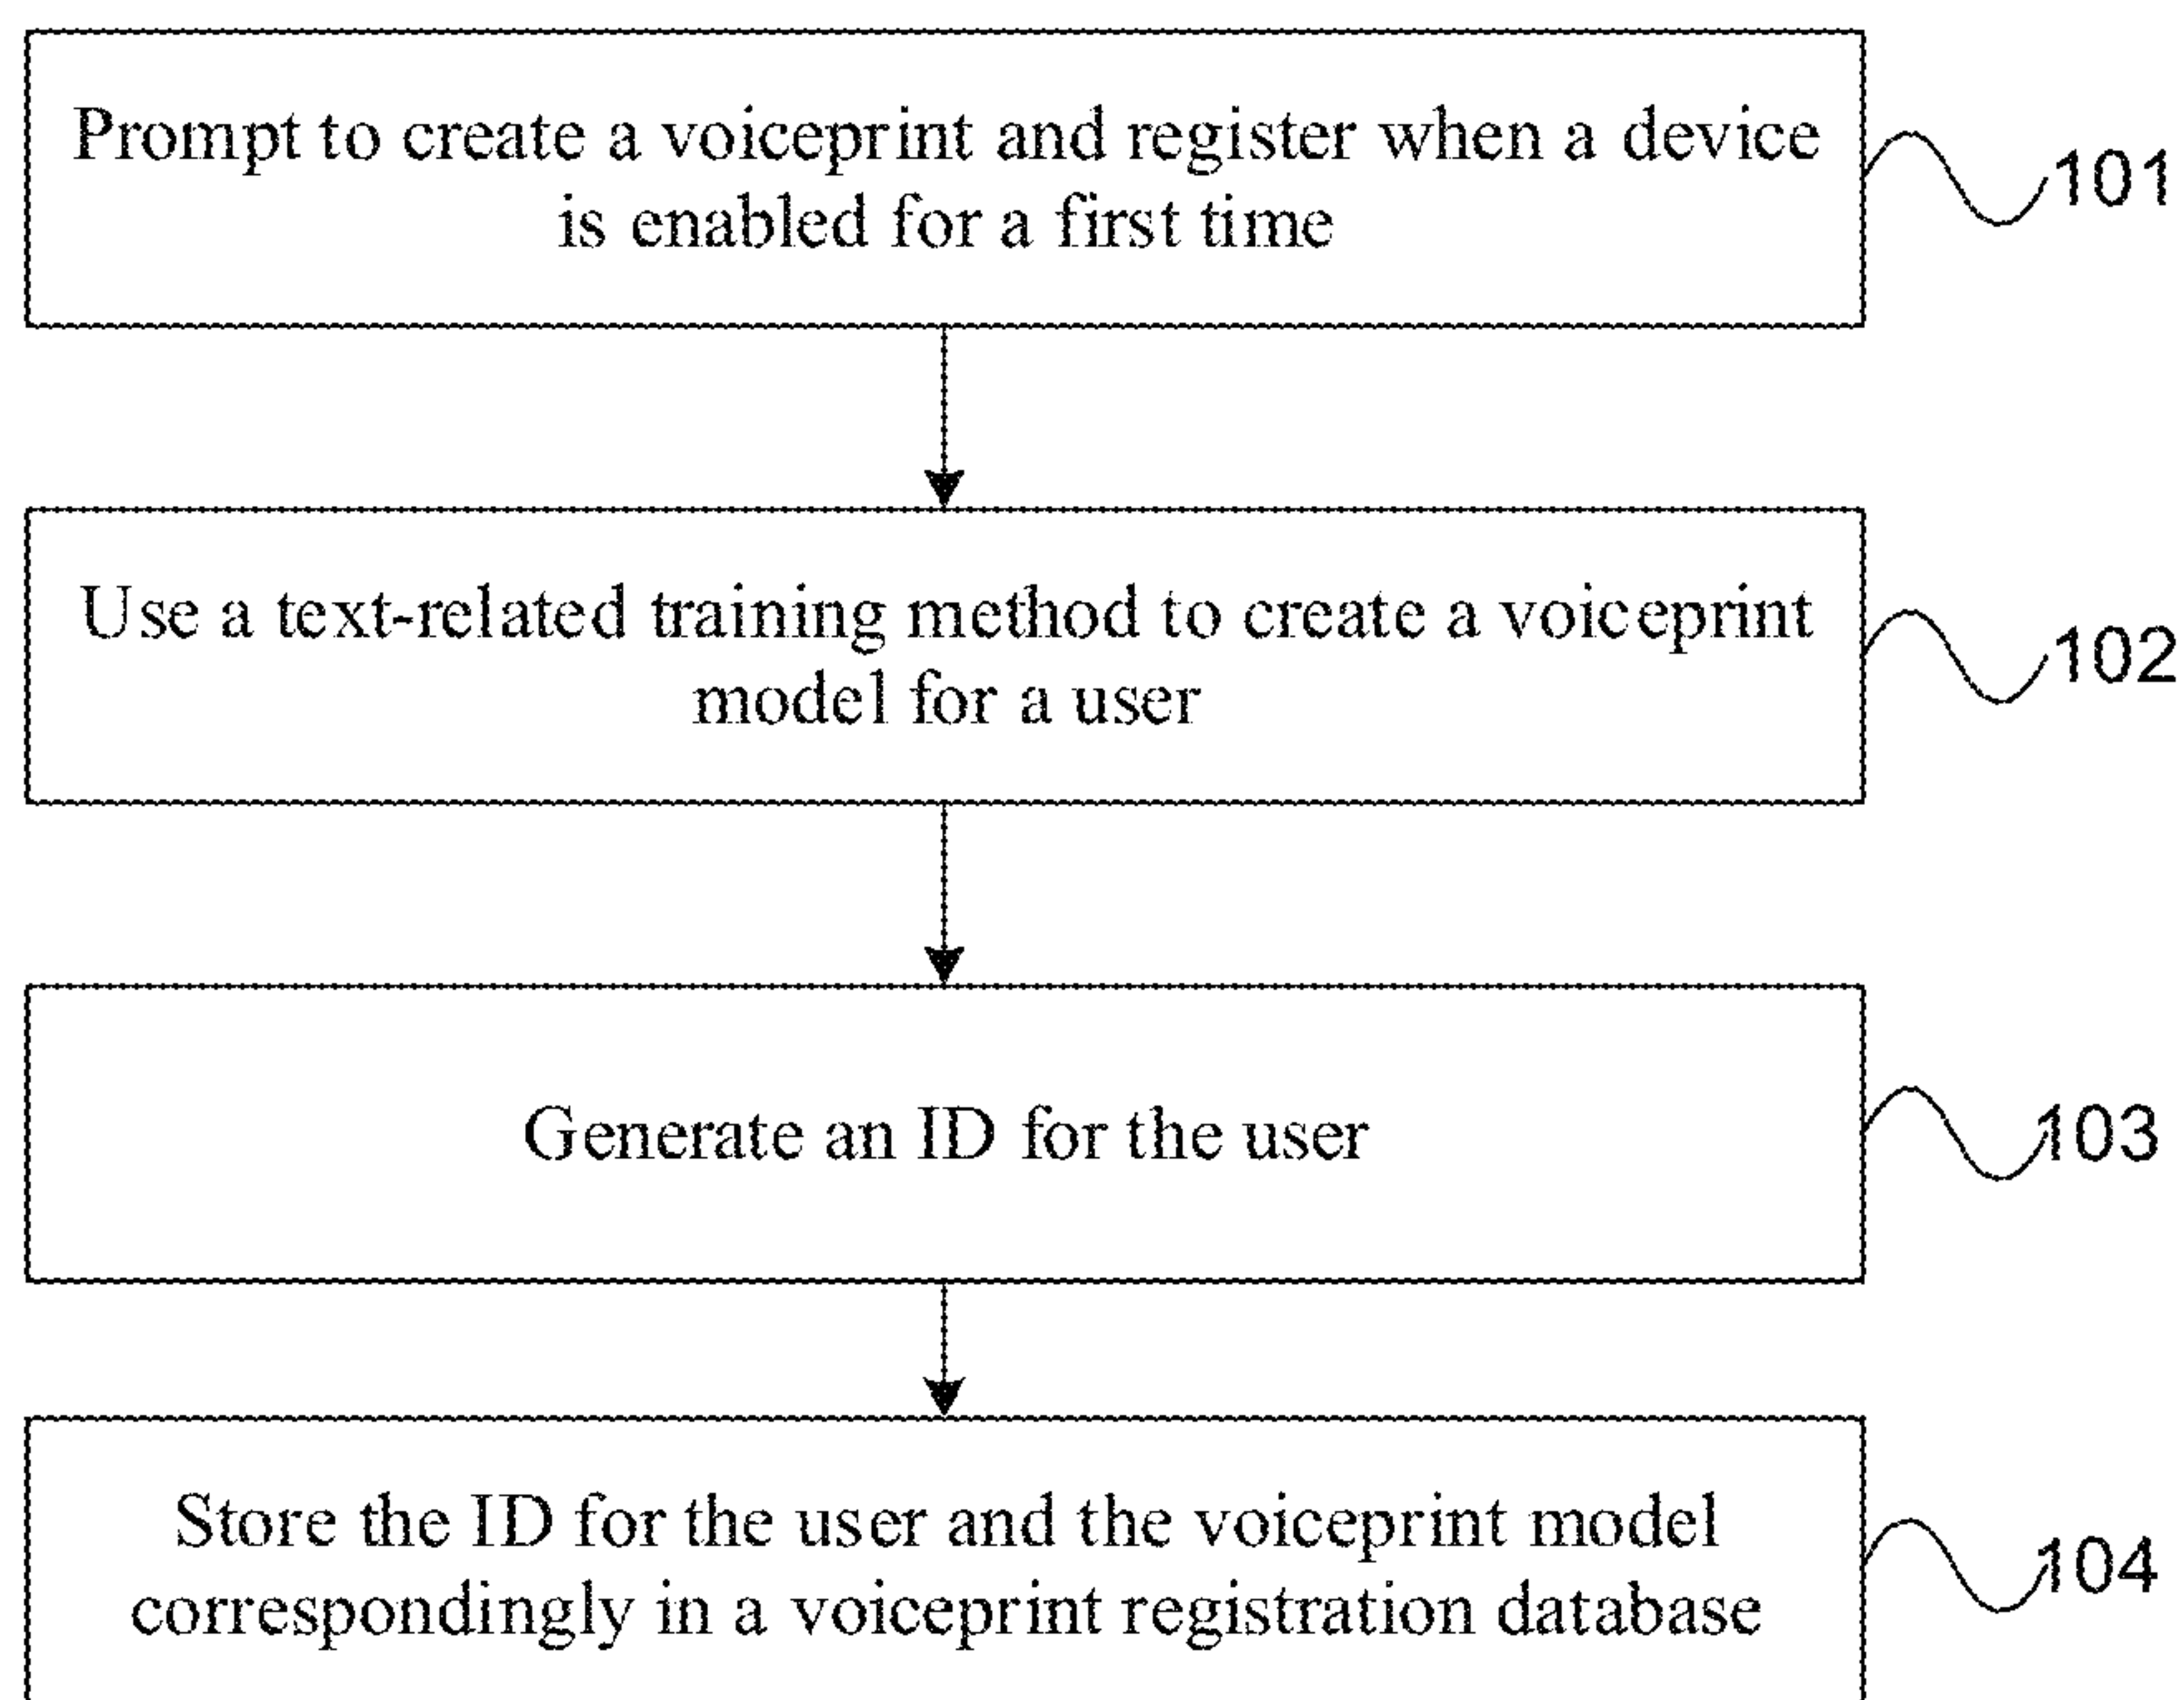 Prompt to create a voiceprint and register when a device
is enabled for a first time
101
Use a text-related training method to create a voiceprint
model for a user
102
Generate an ID for the user
103
Store the ID for the user and the voiceprint model
correspondingly in a voiceprint registration database
104